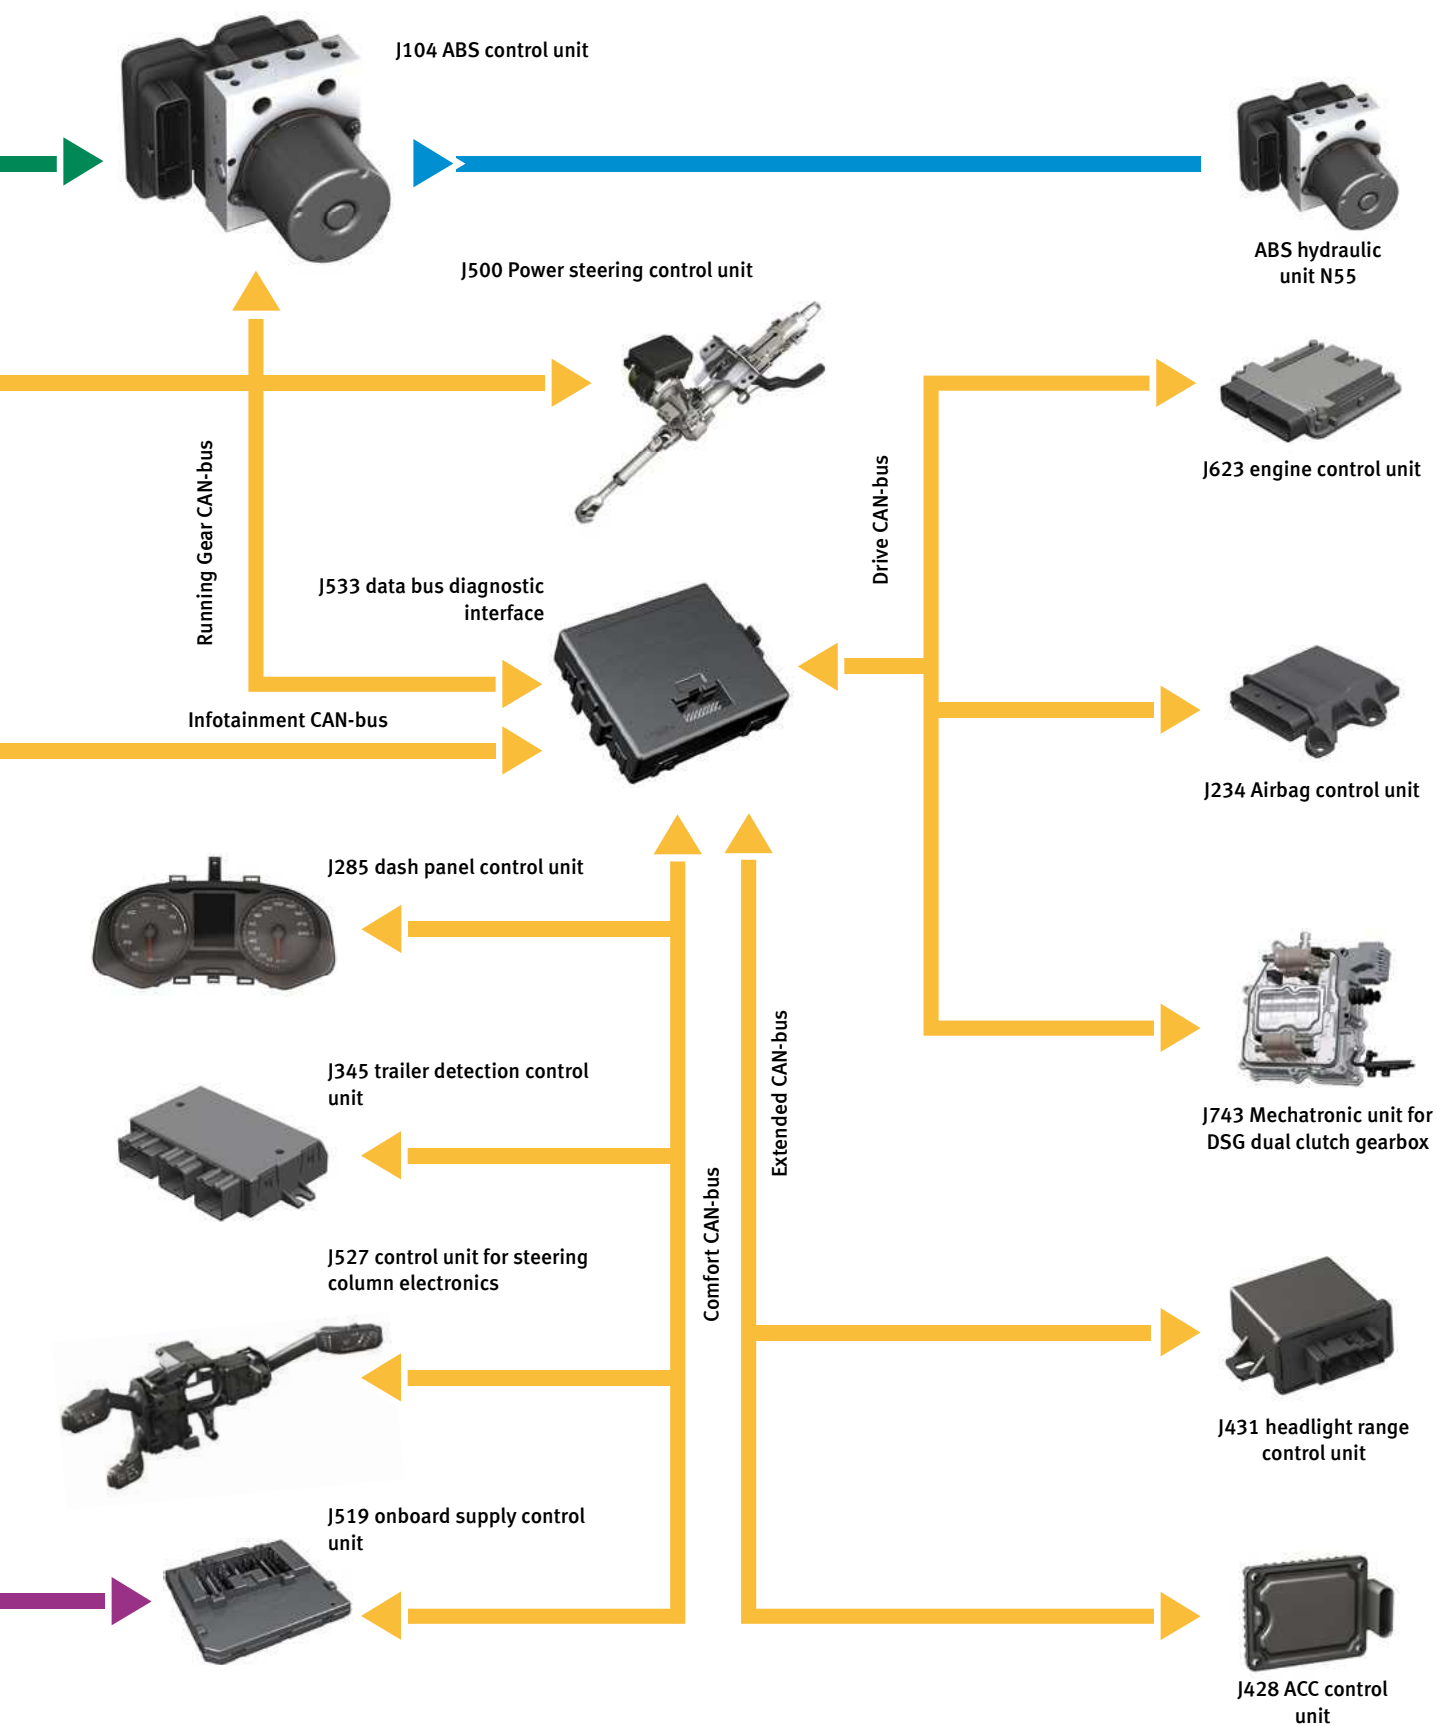 J104 ABS control unit
ABS hydraulic
unit N55
J500 Power steering control unit
J623 engine control unit
Running Gear CAN-bus
Drive CAN-bus
J533 data bus diagnostic
interface
Infotainment CAN-bus
J234 Airbag control unit
J285 dash panel control unit
J345 trailer detection control
unit
Extended CAN-bus
J743 Mechatronic unit for
DSG dual clutch gearbox
Comfort CAN-bus
J527 control unit for steering
column electronics
J431 headlight range
control unit
J519 onboard supply control
unit
J428 ACC control
unit